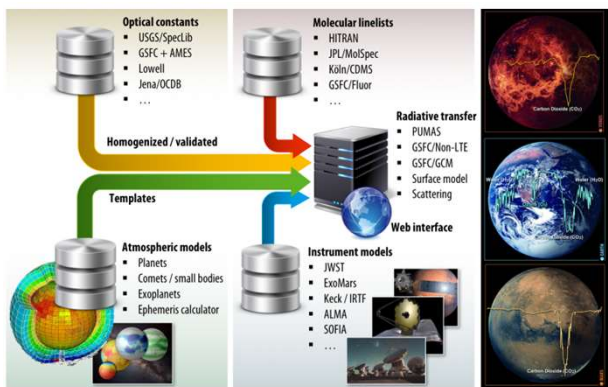 Optical constants
▪ USGS/SpecLib
▪ GSFC + AMES
▪ Lowell
▪ Jena/OCDB
▪ …
Molecular linelists
▪ HITRAN
▪ JPL/MolSpec
▪ Köln/CDMS
▪ GSFC/Fluor
▪ …
Homogenized / validated
Templates
Radiative transfer
▪ PUMAS
▪ GSFC/Non-LTE
▪ GSFC/GCM
▪ Surface model
▪ Scattering
Web interface
Atmospheric models
▪ Planets
▪ Comets / small bodies
▪ Exoplanets
▪ Ephemeris calculator
Instrument models
▪ JWST
▪ ExoMars
▪ Keck / IRTF
▪ ALMA
▪ SOFIA
▪ …
Carbon Dioxide (CO₂)
Water (H₂O)
Water (H₂O)
Carbon Dioxide (CO₂)
Carbon Dioxide (CO₂)